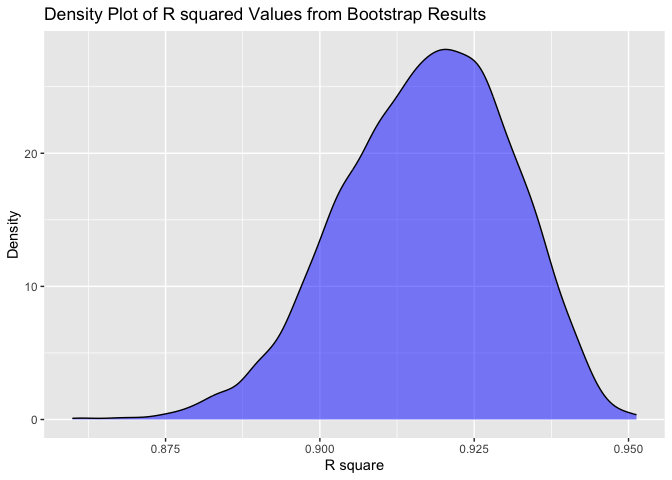 Density Plot of R squared Values from Bootstrap Results
Density
20
10
0
0.875
0.900
0.925
0.950
R square